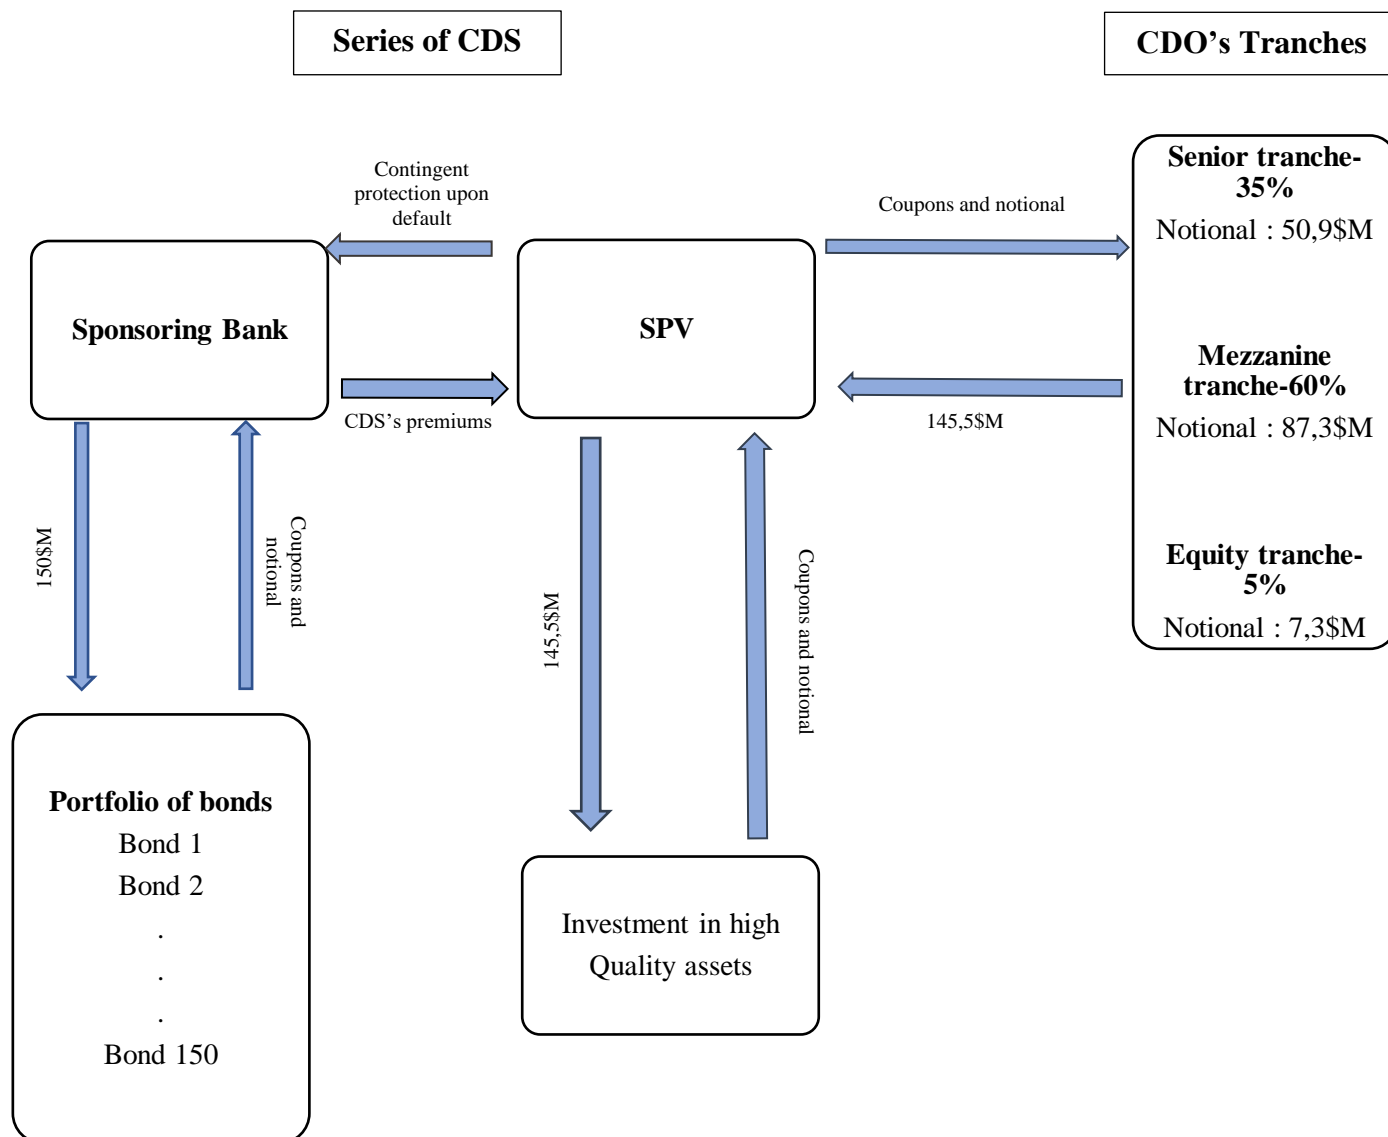 Series of CDS
CDO’s Tranches
Contingent
protection upon
default
Coupons and notional
Senior tranche-
35%
Notional : 50,9$M
Sponsoring Bank
SPV
Mezzanine
tranche-60%
Notional : 87,3$M
CDS’s premiums
145,5$M
150$M
Coupons and
notional
145,5$M
Coupons and notional
Equity tranche-
5%
Notional : 7,3$M
Portfolio of bonds
Bond 1
Bond 2
.
.
.
Bond 150
Investment in high
Quality assets